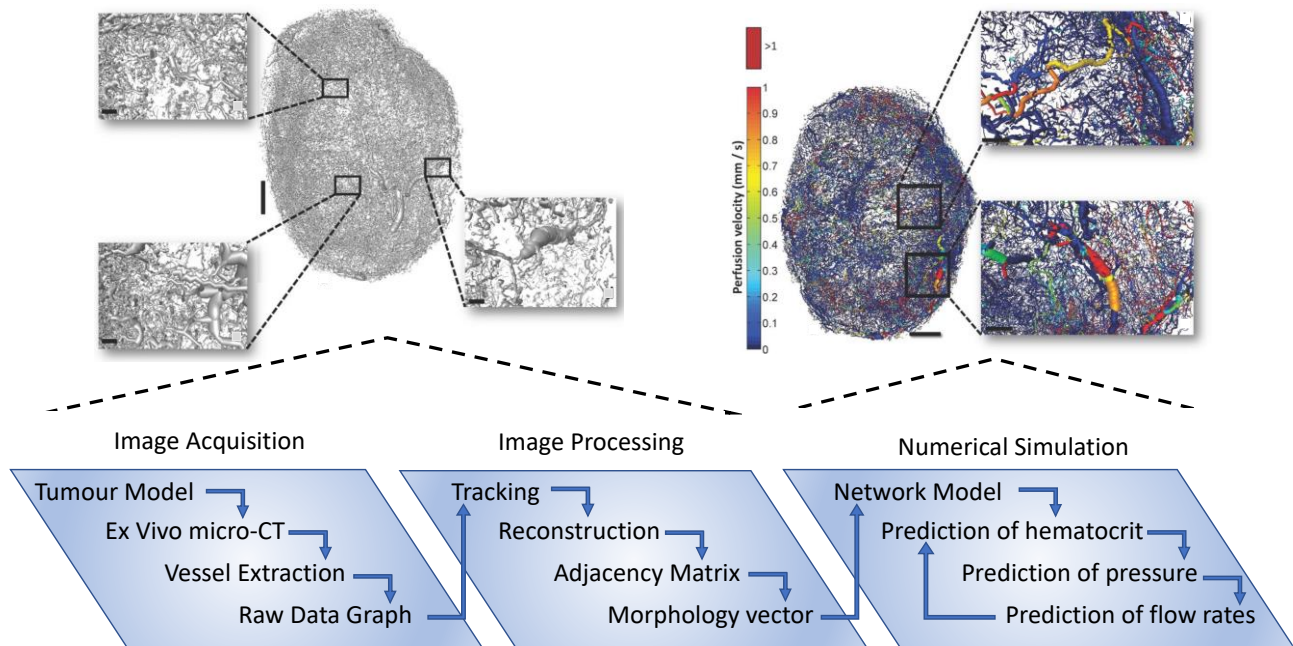 >1
1
0.9
0.8
0.7
0.6
0.5
0.4
0.3
0.2
0.1
0
Perfusion velocity (mm / s)
Image Acquisition
Tumour Model
Ex Vivo micro-CT
Vessel Extraction
Raw Data Graph
Image Processing
Tracking
Reconstruction
Adjacency Matrix
Morphology vector
Numerical Simulation
Network Model
Prediction of hematocrit
Prediction of pressure
Prediction of flow rates